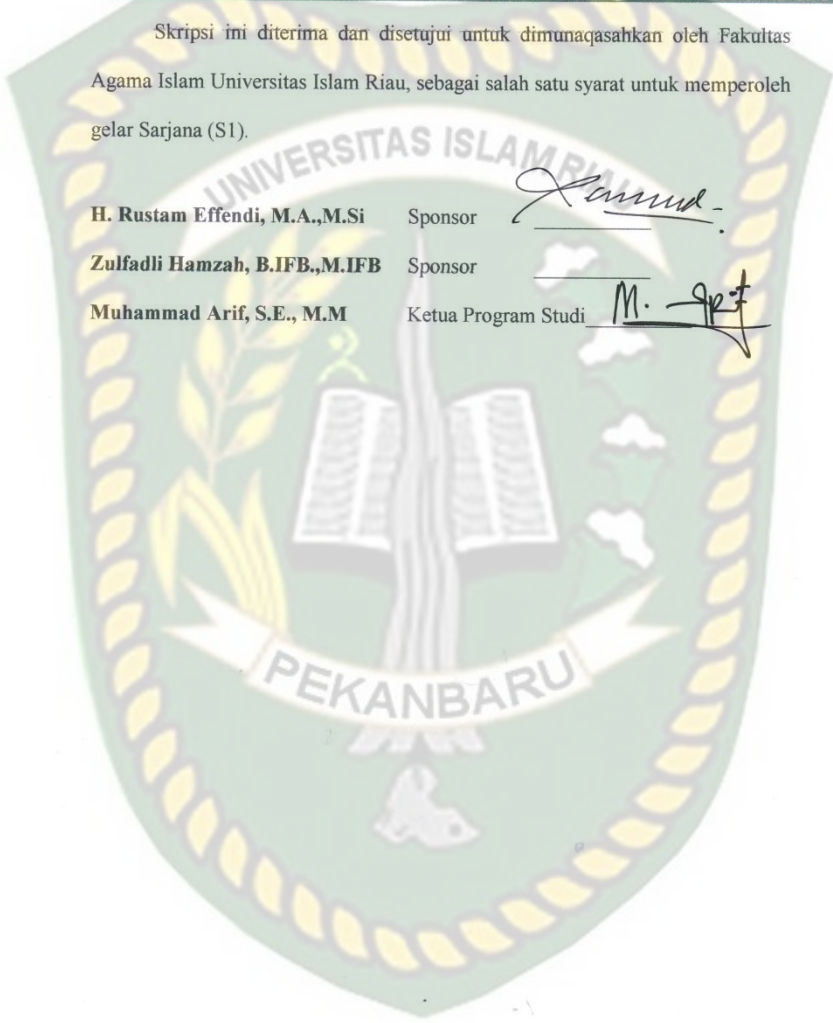 Skripsi ini diterima dan disetujui untuk dimunaqasahkan oleh Fakultas
Agama Islam Universitas Islam Riau, sebagai salah satu syarat untuk memperoleh
gelar Sarjana (S1).
UNIVERSITAS ISLAM RIAU
H. Rustam Effendi, M.A.,M.Si Sponsor
Zulfadli Hamzah, B.IFB.,M.IFB Sponsor
Muhammad Arif, S.E., M.M Ketua Program Studi
PEKANBARU